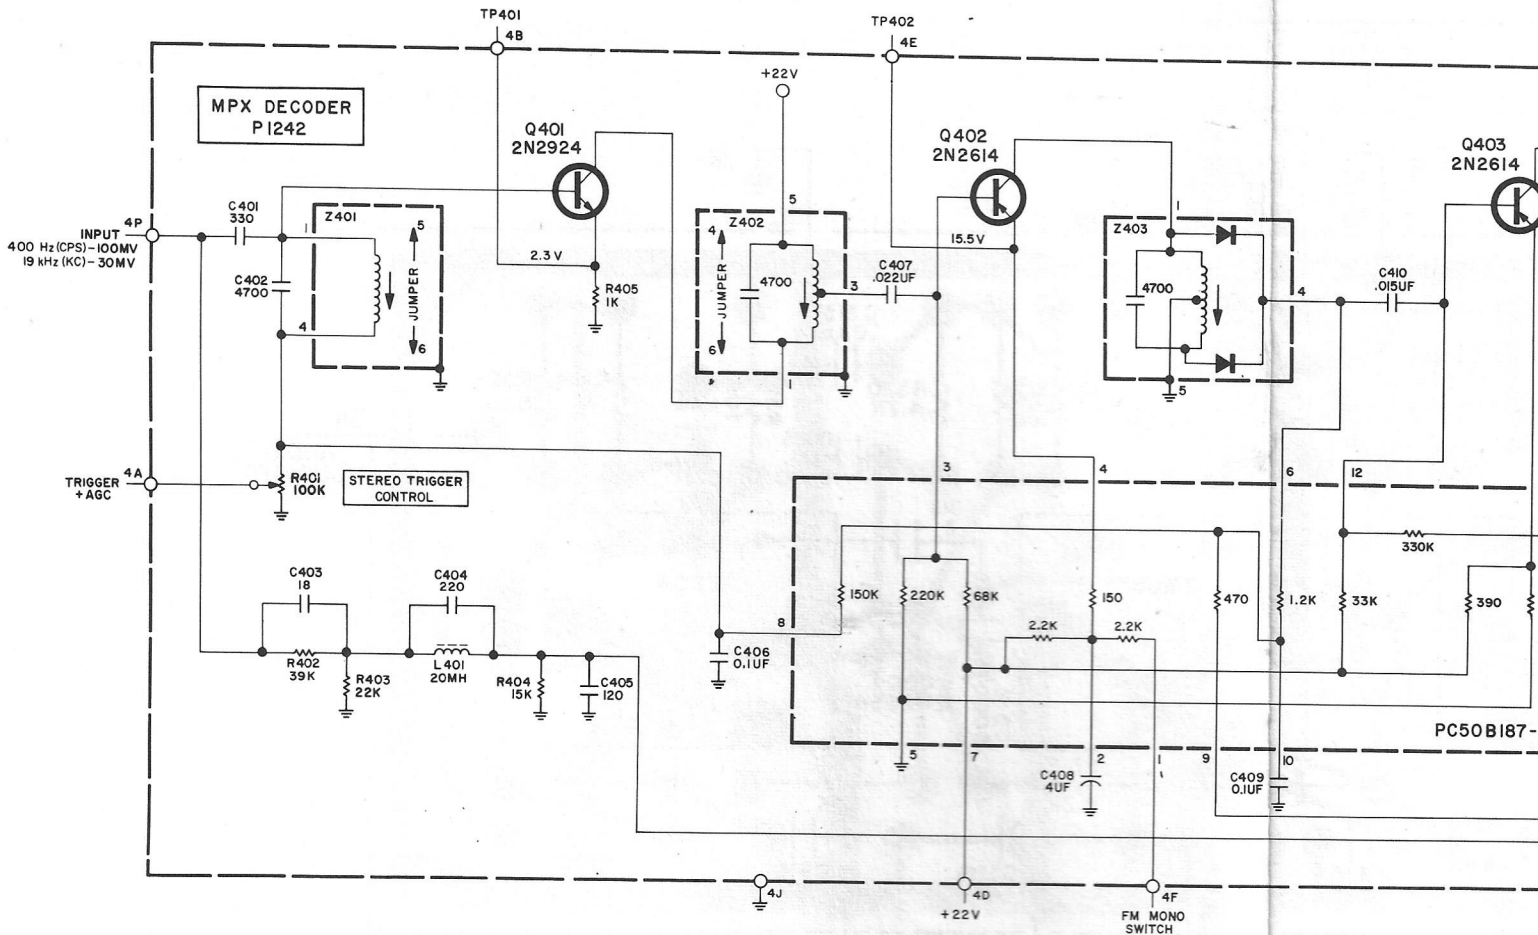 TP401
4B
TP402
4E
MPX DECODER
P1242
+22V
Q401
2N2924
Q402
2N2614
Q403
2N2614
4P
INPUT
400 Hz (CPS)-100MV
19 kHz (KC)-30MV
C401
330
C402
4700
1
Z401
5
JUMPER
4
6
2.3V
R405
1K
5
4
Z402
JUMPER
4700
3
6
1
C407
.022UF
15.5V
1
Z403
4700
4
5
C410
.015UF
4A
TRIGGER
+AGC
R401
100K
STEREO TRIGGER
CONTROL
3
4
6
12
C403
18
C404
220
R402
39K
R403
22K
L401
20MH
R404
15K
C405
120
C406
0.1UF
8
150K
220K
68K
150
2.2K
2.2K
470
1.2K
33K
330K
390
PC50B187-
5
7
2
1
9
10
C408
4UF
C409
0.1UF
4J
4D
+22V
4F
FM MONO
SWITCH